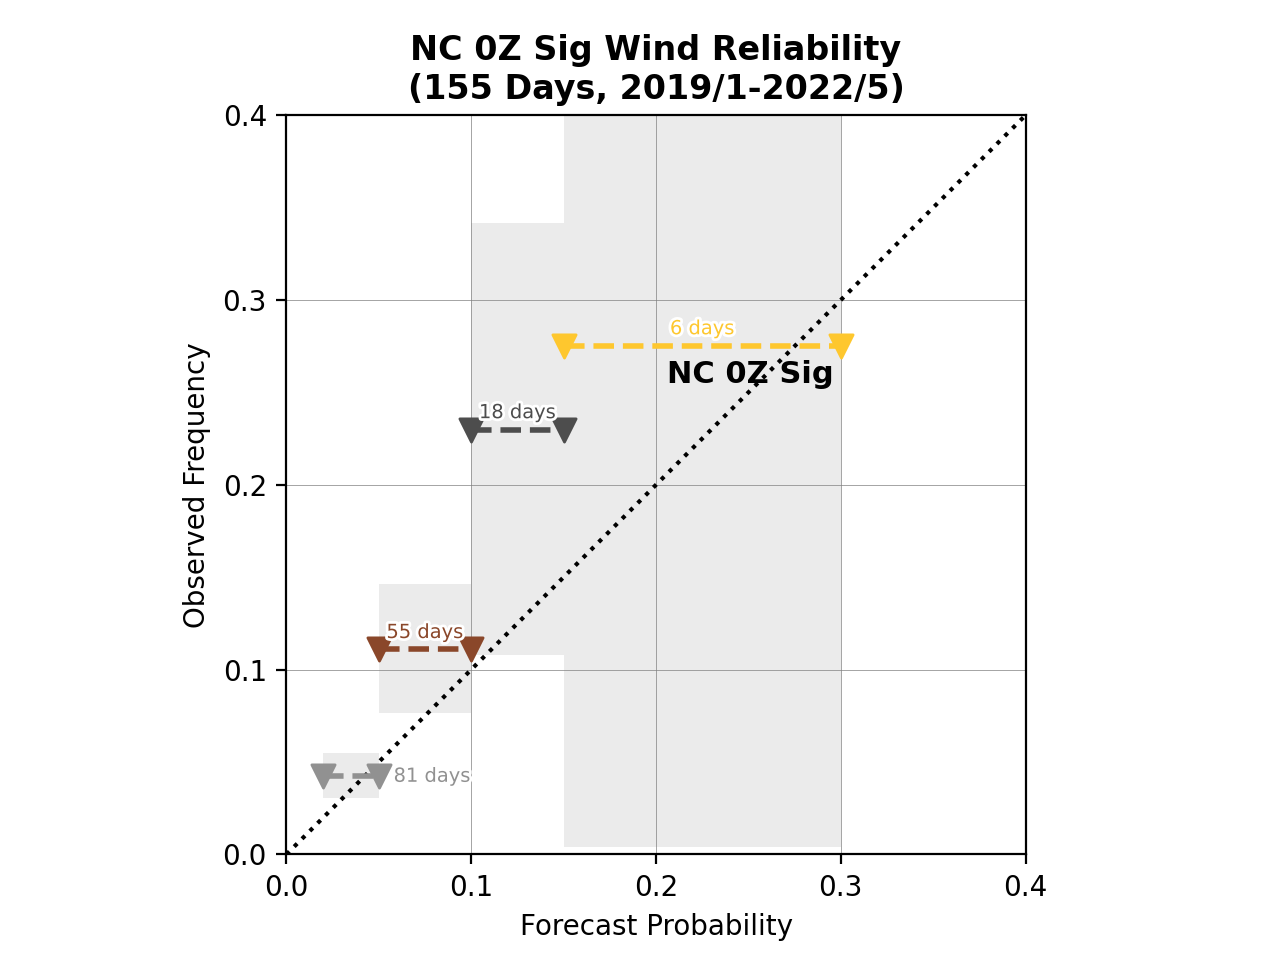 NC 0Z Sig Wind Reliability
(155 Days, 2019/1-2022/5)
0.4
0.3
0.2
0.1
0.0
Observed Frequency
6 days
NC 0Z Sig
18 days
55 days
81 days
0.0 0.1 0.2 0.3 0.4
Forecast Probability